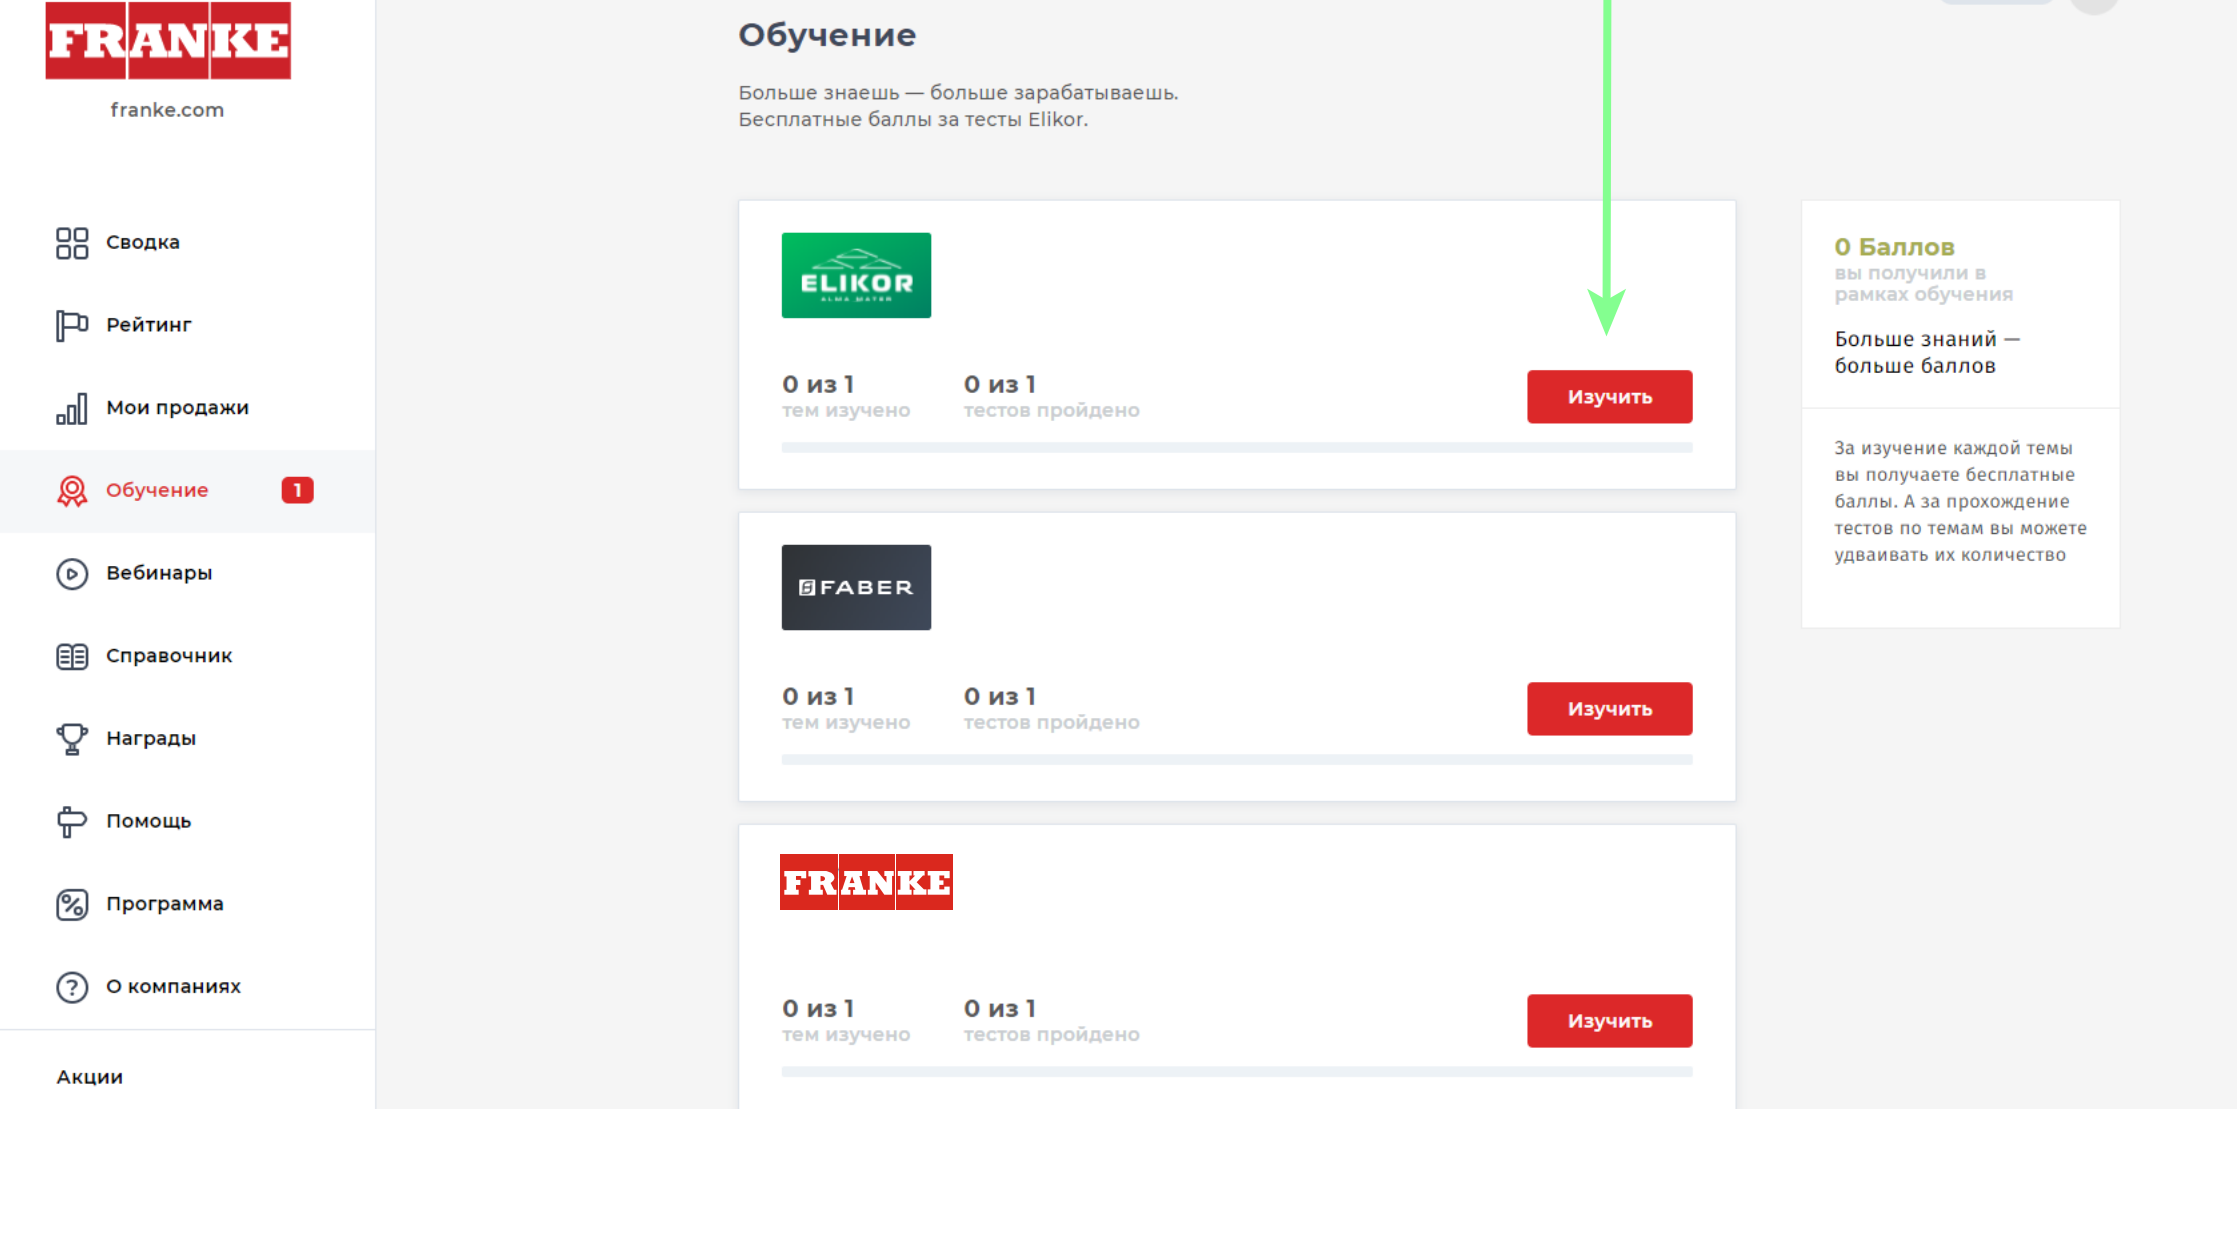 FRANKE
franke.com
Сводка
Рейтинг
Мои продажи
Обучение 1
Вебинары
Справочник
Награды
Помощь
Программа
О компаниях
Акции
Обучение
Больше знаешь — больше зарабатываешь.
Бесплатные баллы за тесты Elikor.
ELIKOR
ALMA MATER
0 из 1 0 из 1
тем изучено тестов пройдено
Изучить
FABER
0 из 1 0 из 1
тем изучено тестов пройдено
Изучить
FRANKE
0 из 1 0 из 1
тем изучено тестов пройдено
Изучить
0 Баллов
вы получили в
рамках обучения
Больше знаний —
больше баллов
За изучение каждой темы
вы получаете бесплатные
баллы. А за прохождение
тестов по темам вы можете
удваивать их количество